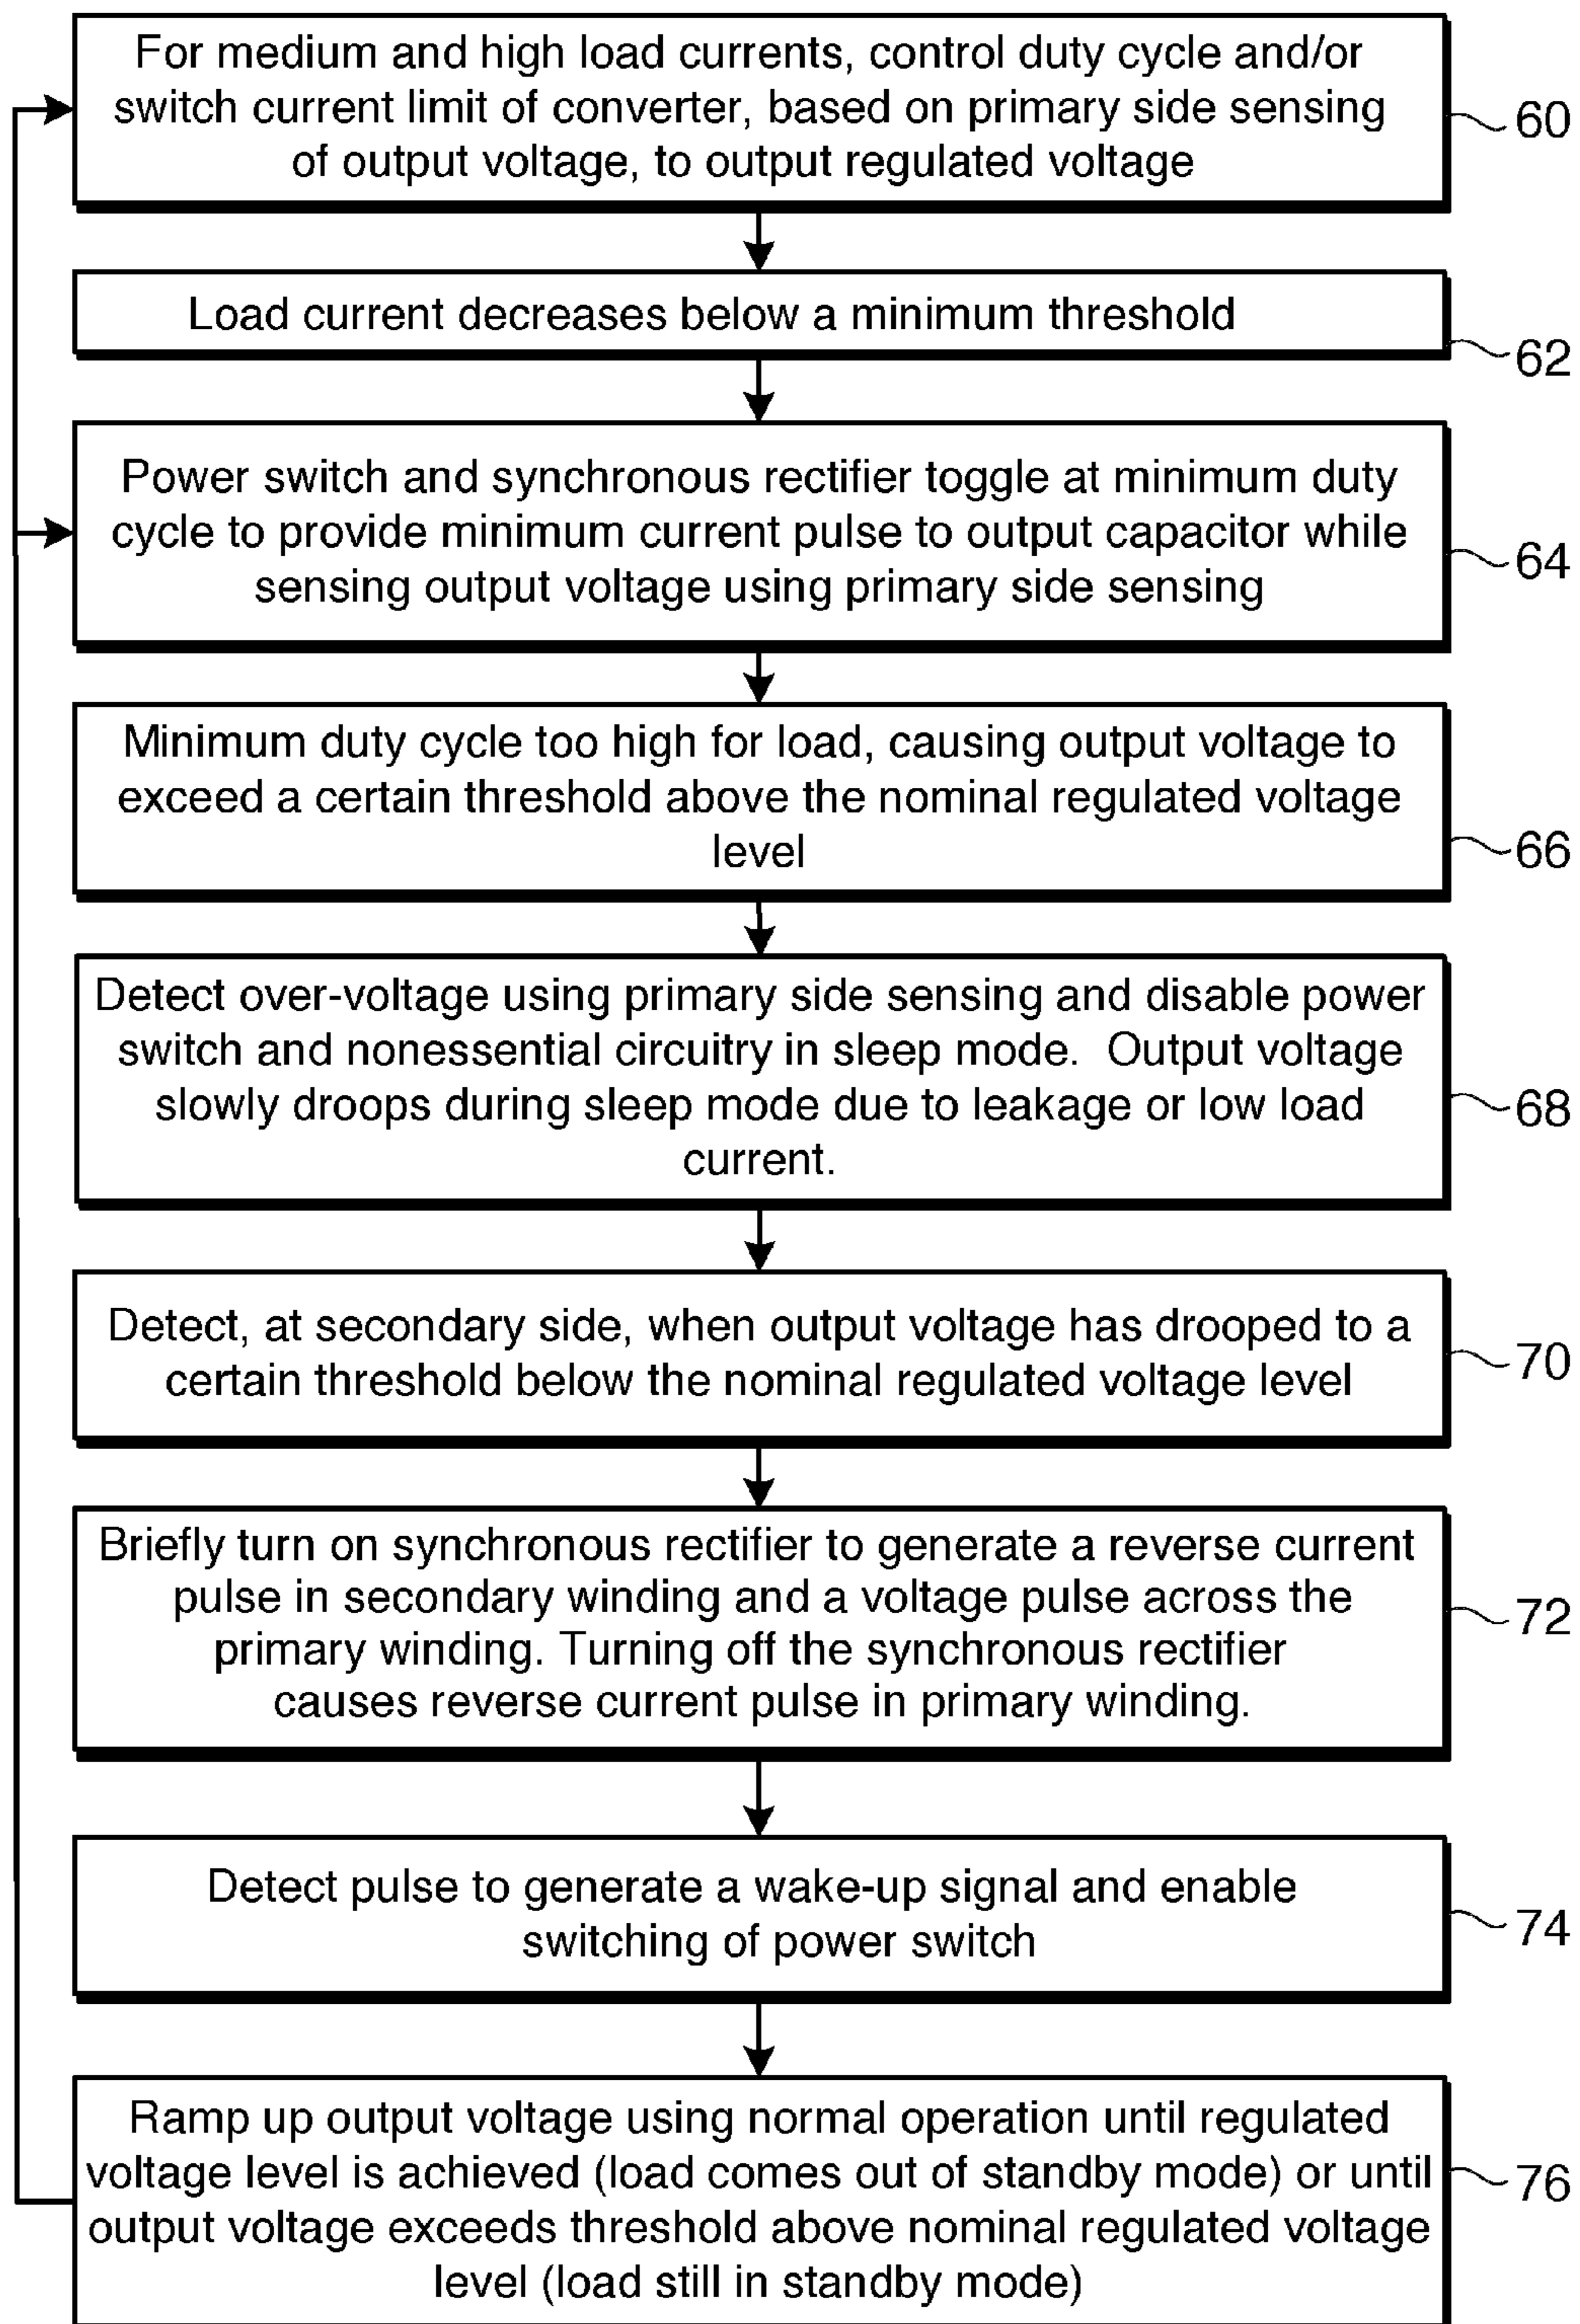 For medium and high load currents, control duty cycle and/or
switch current limit of converter, based on primary side sensing
of output voltage, to output regulated voltage
60
Load current decreases below a minimum threshold
62
Power switch and synchronous rectifier toggle at minimum duty
cycle to provide minimum current pulse to output capacitor while
sensing output voltage using primary side sensing
64
Minimum duty cycle too high for load, causing output voltage to
exceed a certain threshold above the nominal regulated voltage
level
66
Detect over-voltage using primary side sensing and disable power
switch and nonessential circuitry in sleep mode.  Output voltage
slowly droops during sleep mode due to leakage or low load
current.
68
Detect, at secondary side, when output voltage has drooped to a
certain threshold below the nominal regulated voltage level
70
Briefly turn on synchronous rectifier to generate a reverse current
pulse in secondary winding and a voltage pulse across the
primary winding. Turning off the synchronous rectifier
causes reverse current pulse in primary winding.
72
Detect pulse to generate a wake-up signal and enable
switching of power switch
74
Ramp up output voltage using normal operation until regulated
voltage level is achieved (load comes out of standby mode) or until
output voltage exceeds threshold above nominal regulated voltage
level (load still in standby mode)
76